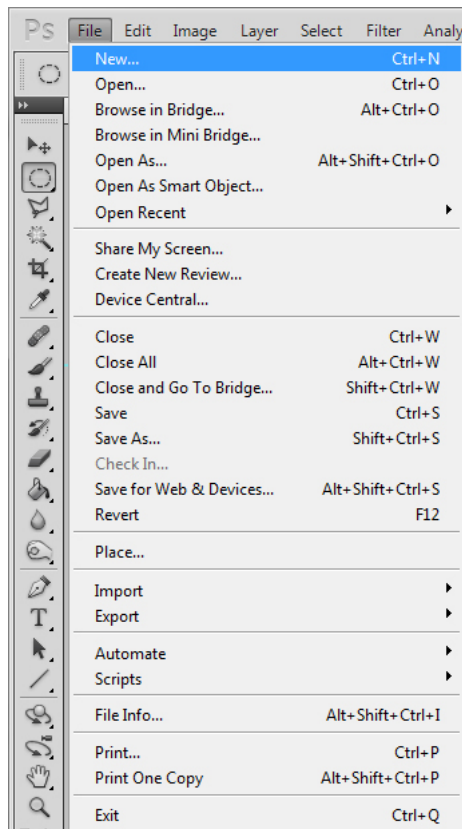 Ps File Edit Image Layer Select Filter Analy
New... Ctrl+N
Open... Ctrl+O
Browse in Bridge... Alt+Ctrl+O
Browse in Mini Bridge...
Open As... Alt+Shift+Ctrl+O
Open As Smart Object...
Open Recent
Share My Screen...
Create New Review...
Device Central...
Close Ctrl+W
Close All Alt+Ctrl+W
Close and Go To Bridge... Shift+Ctrl+W
Save Ctrl+S
Save As... Shift+Ctrl+S
Check In...
Save for Web & Devices... Alt+Shift+Ctrl+S
Revert F12
Place...
Import
Export
Automate
Scripts
File Info... Alt+Shift+Ctrl+I
Print... Ctrl+P
Print One Copy Alt+Shift+Ctrl+P
Exit Ctrl+Q